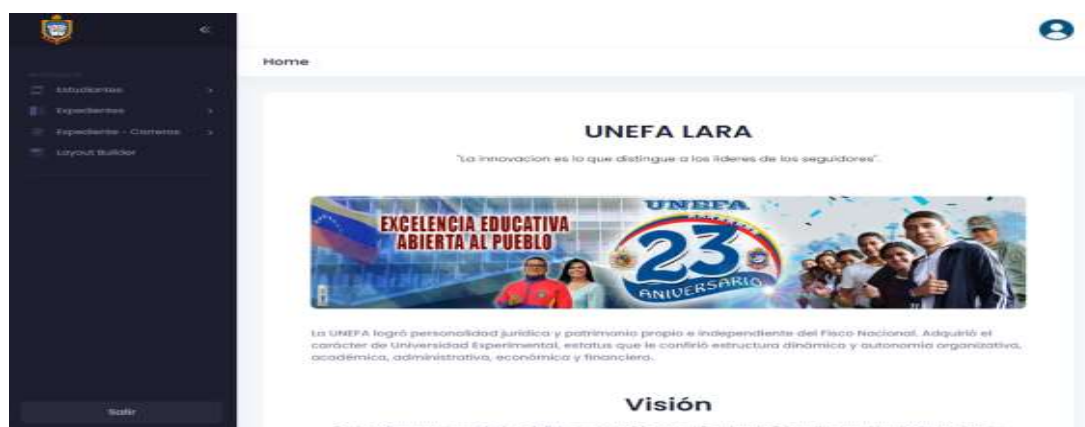 Home
Estudiantes
Expedientes
Expediente - Carreras
Layout Builder
Salir
UNEFA LARA
"La innovacion es lo que distingue a los lideres de los seguidores".
EXCELENCIA EDUCATIVA
ABIERTA AL PUEBLO
UNEFA
23
ANIVERSARIO
La UNEFA logró personalidad jurídica y patrimonio propio e independiente del Fisco Nacional. Adquirió el
carácter de Universidad Experimental, estatus que le confirió estructura dinámica y autonomía organizativa,
académica, administrativa, económica y financiera.
Visión